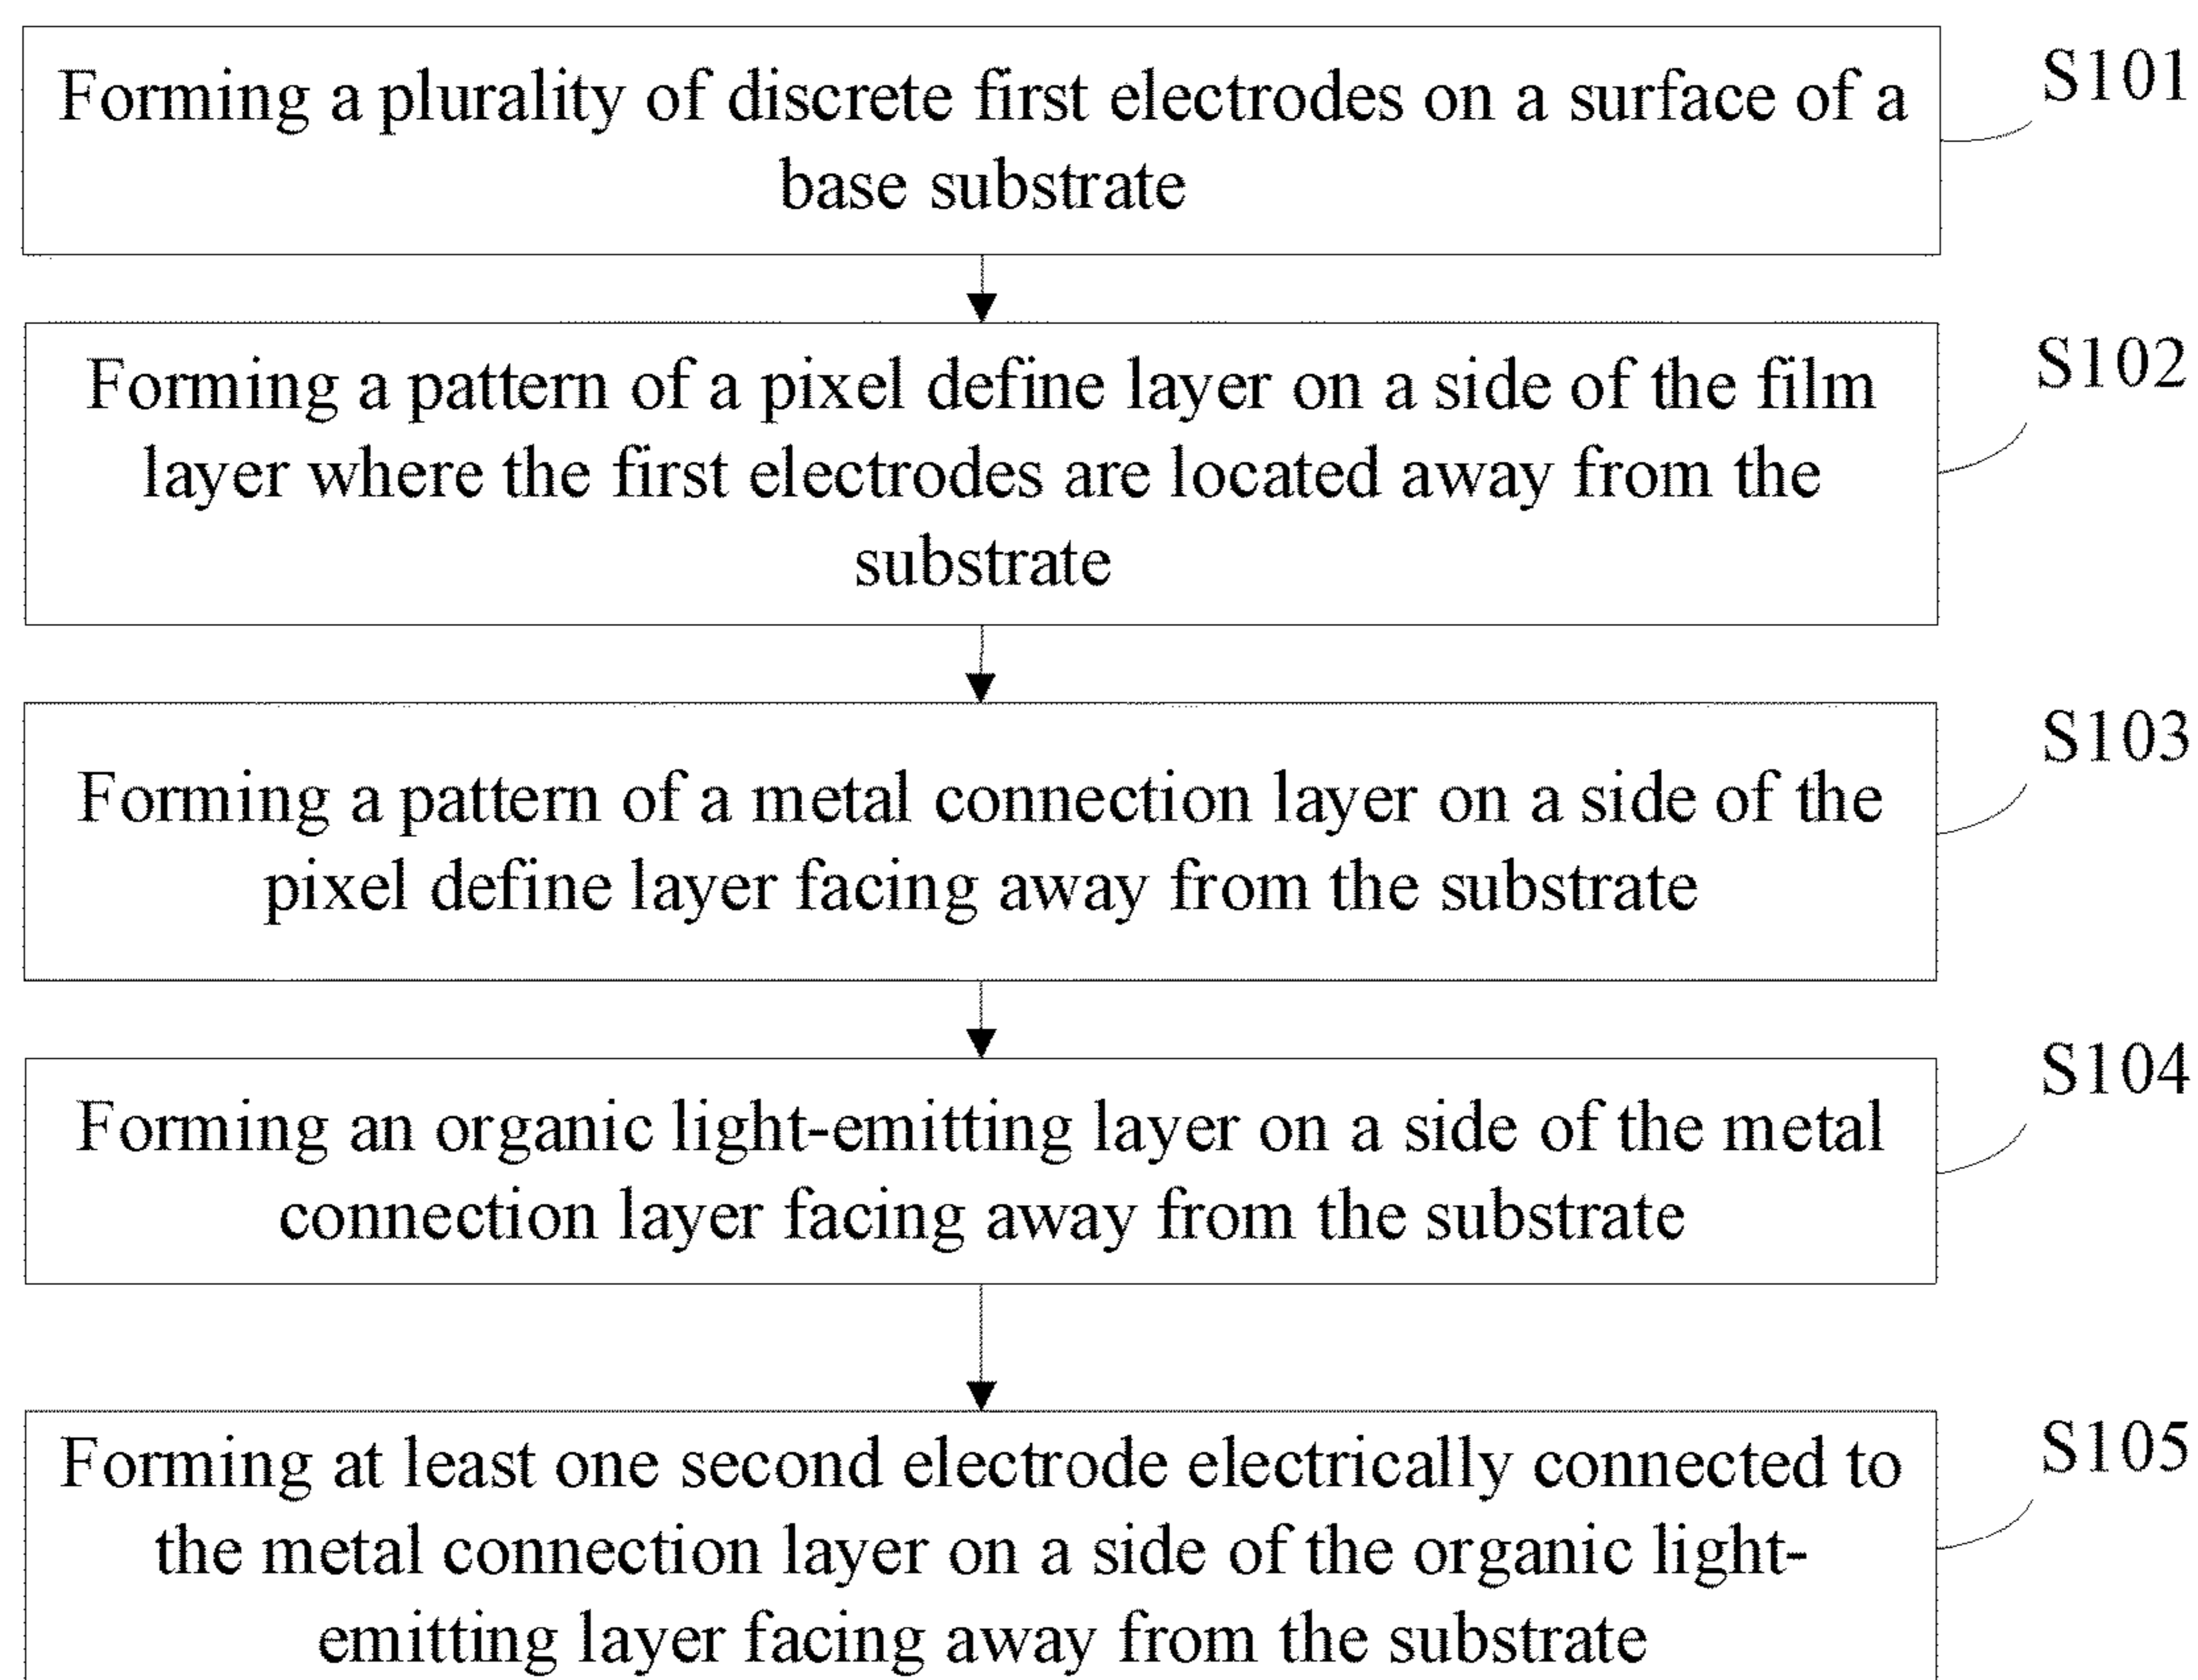 Forming a plurality of discrete first electrodes on a surface of a
base substrate
S101
Forming a pattern of a pixel define layer on a side of the film
layer where the first electrodes are located away from the
substrate
S102
Forming a pattern of a metal connection layer on a side of the
pixel define layer facing away from the substrate
S103
Forming an organic light-emitting layer on a side of the metal
connection layer facing away from the substrate
S104
Forming at least one second electrode electrically connected to
the metal connection layer on a side of the organic light-
emitting layer facing away from the substrate
S105